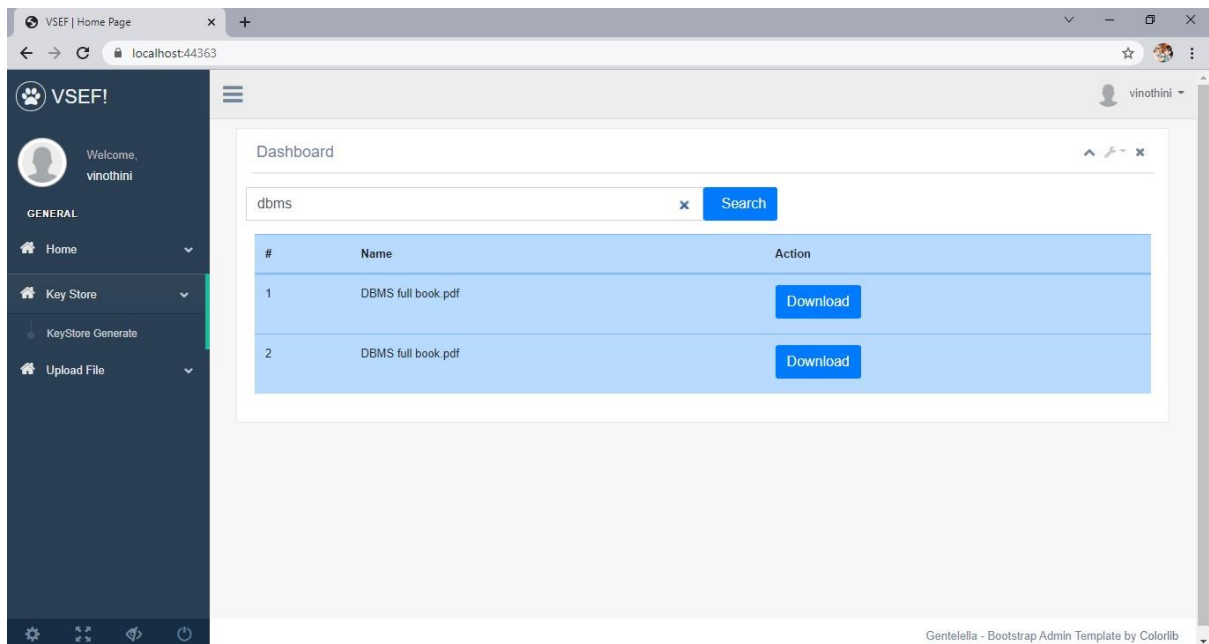 VSEF | Home Page
localhost:44363
VSEF!
vinothini
Welcome,
vinothini
GENERAL
Home
Key Store
KeyStore Generate
Upload File
Dashboard
dbms
Search
# Name Action
1 DBMS full book.pdf Download
2 DBMS full book.pdf Download
Gentelella - Bootstrap Admin Template by Colorlib